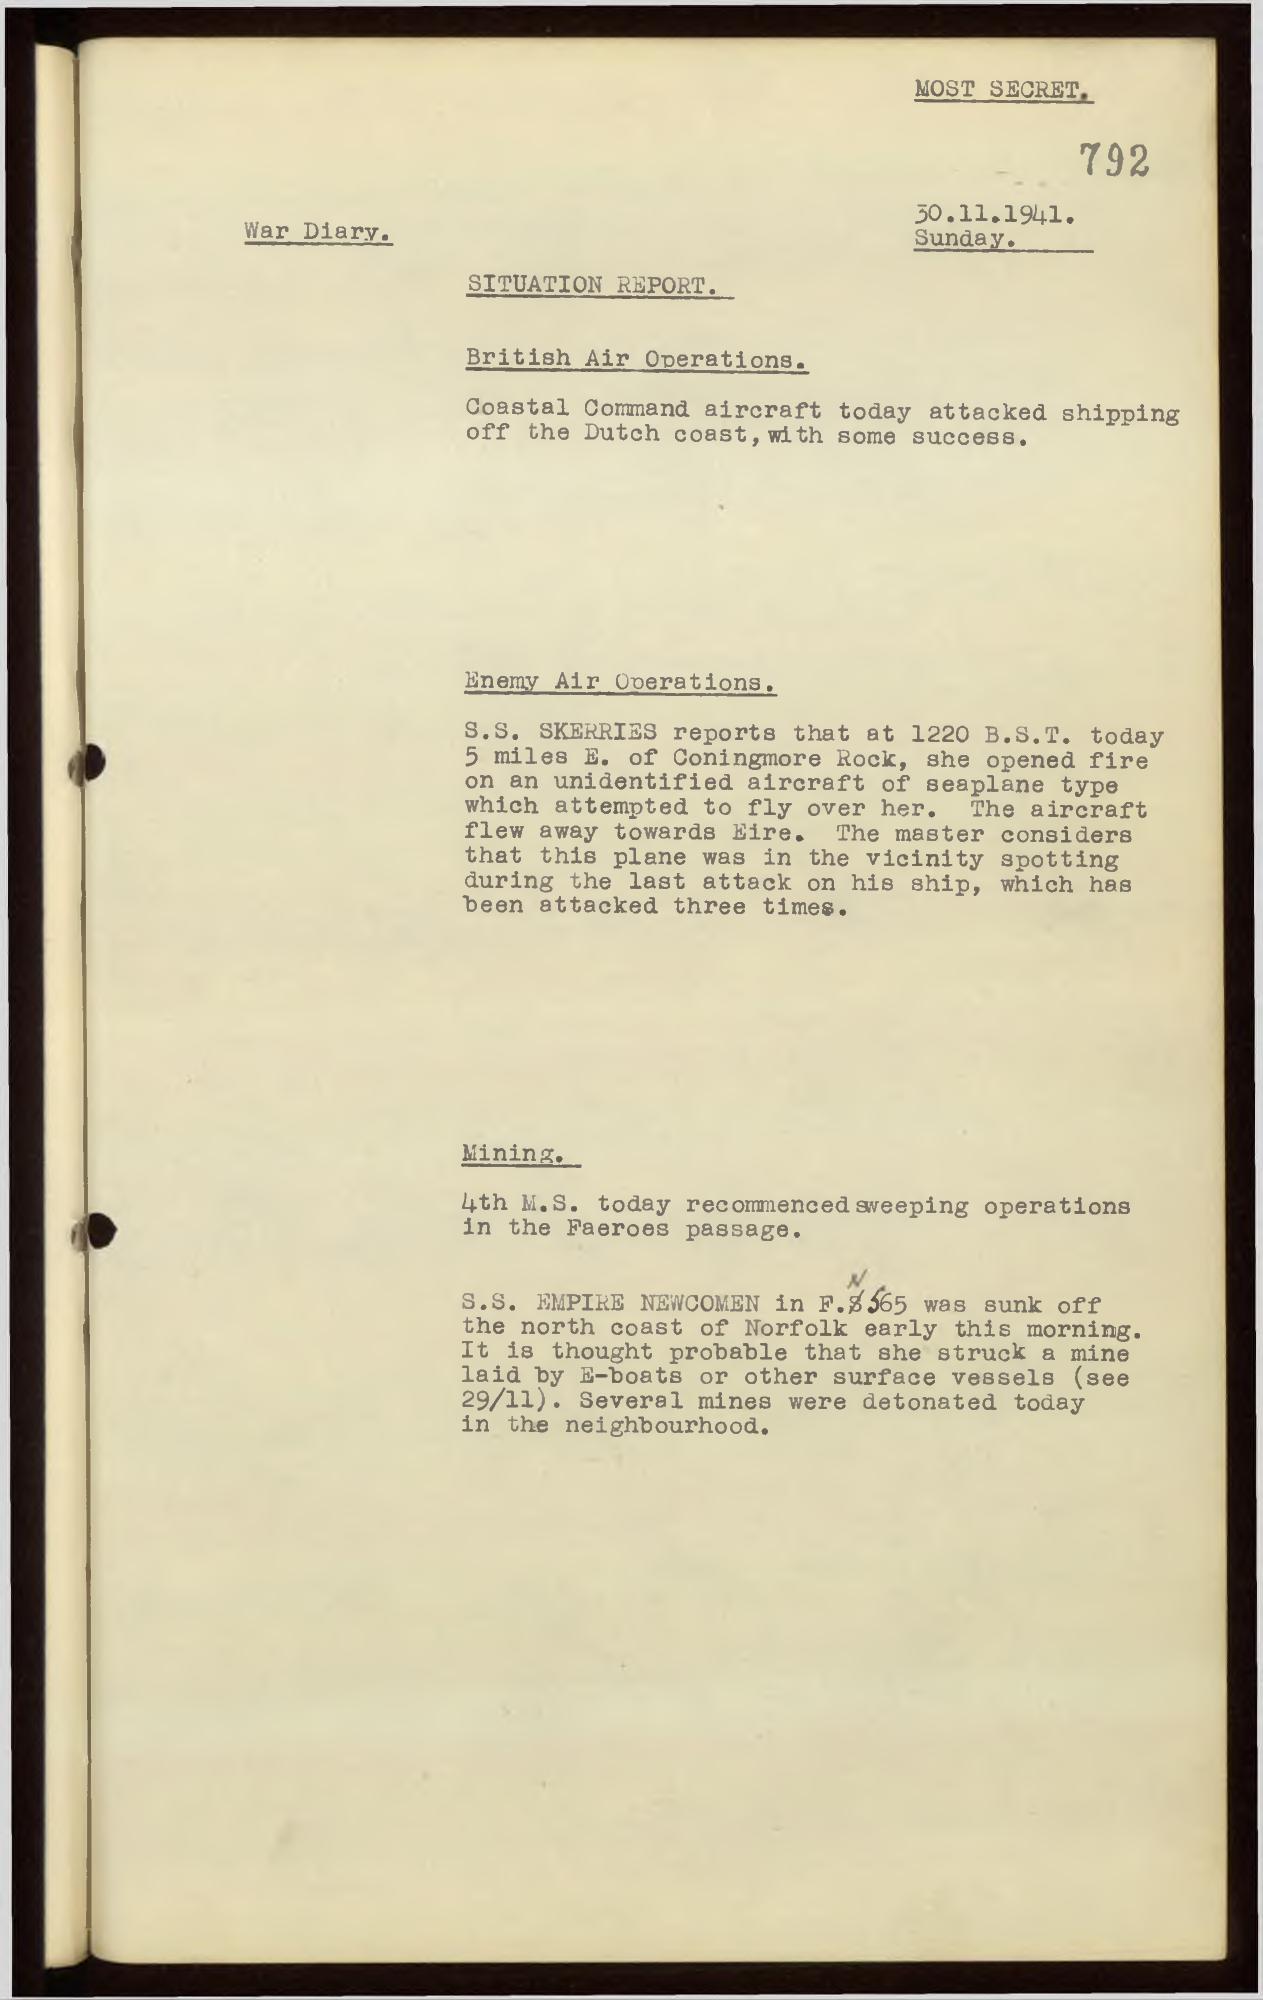 MOST SECRET.
792
30.11.1941.
War Diary.
Sunday.
SITUATION REPORT.
British Air Operations.
Coastal Command aircraft today attacked shipping
off the Dutch coast, with some success.
Enemy Air Operations.
S.S. SKERRIES reports that at 1220 B.S.T. today
5 miles E. of Coningmore Rock, she opened fire
on an unidentified aircraft of seaplane type
which attempted to fly over her. The aircraft
flew away towards Eire. The master considers
that this plane was in the vicinity spotting
during the last attack on his ship, which has
been attacked three times.
Mining.
4th M.S. today recommenced sweeping operations
in the Faeroes passage.
N
S.S. EMPIRE NEWCOMEN in F.S565 was sunk off
the north coast of Norfolk early this morning.
It is thought probable that she struck a mine
laid by E-boats or other surface vessels (see
29/11). Several mines were detonated today
in the neighbourhood.